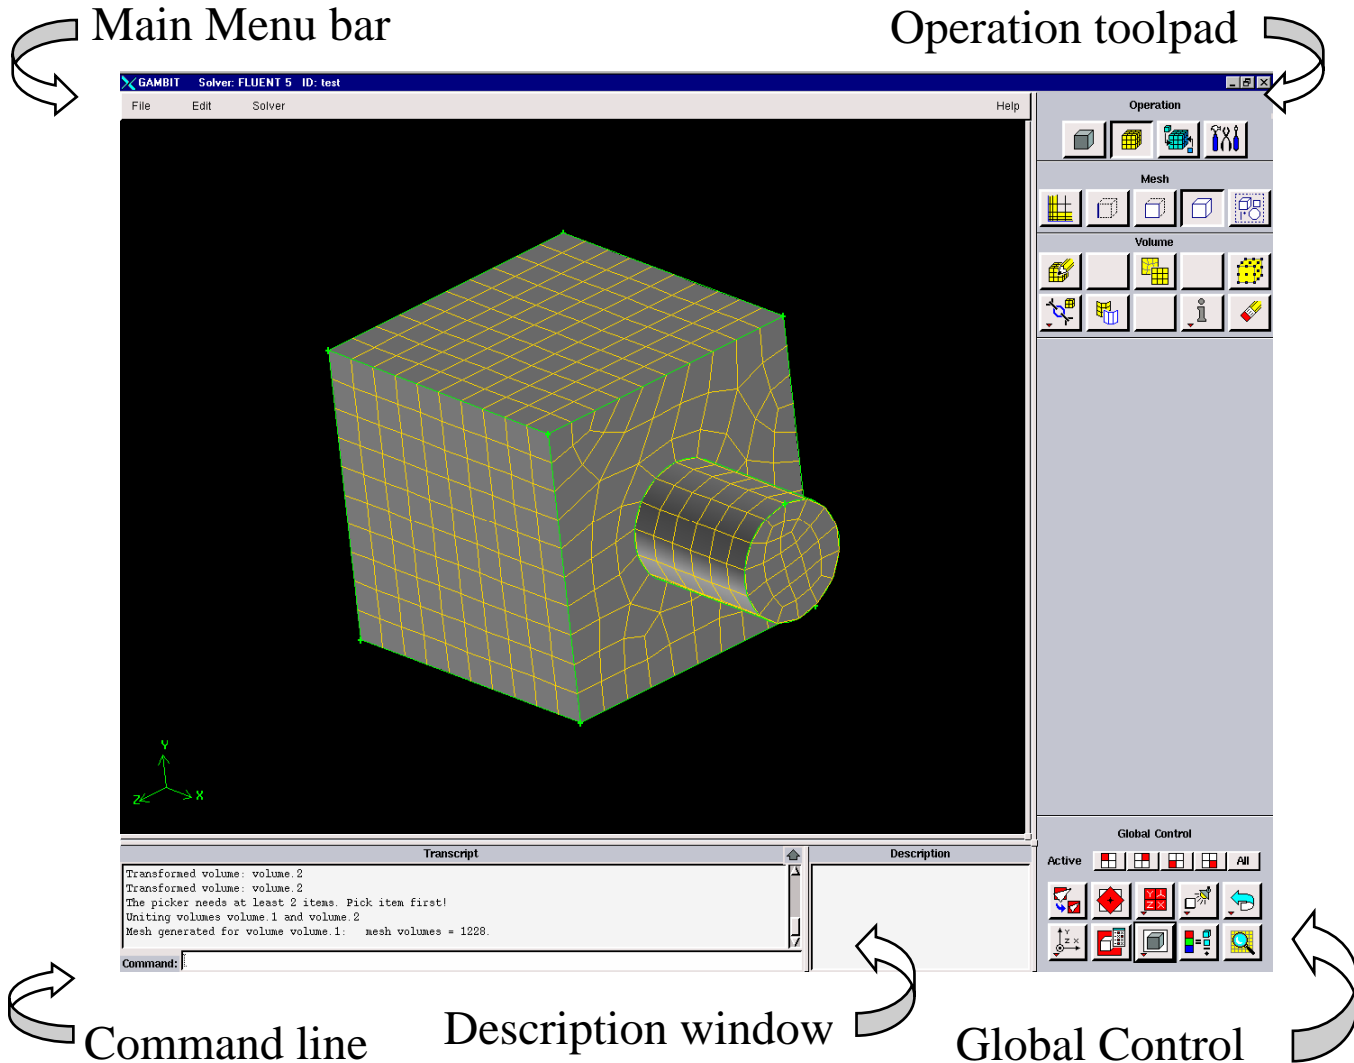 Main Menu bar
Operation toolpad
GAMBIT Solver: FLUENT 5 ID: test
File Edit Solver Help
Operation
Mesh
Volume
Y
Z X
Global Control
Transcript
Description
Active All
Transformed volume: volume.2
Transformed volume: volume.2
The picker needs at least 2 items. Pick item first!
Uniting volumes volume.1 and volume.2
Mesh generated for volume volume.1: mesh volumes = 1228.
Y Y
Z X
Y
Z X
Command:
Command line
Description window
Global Control